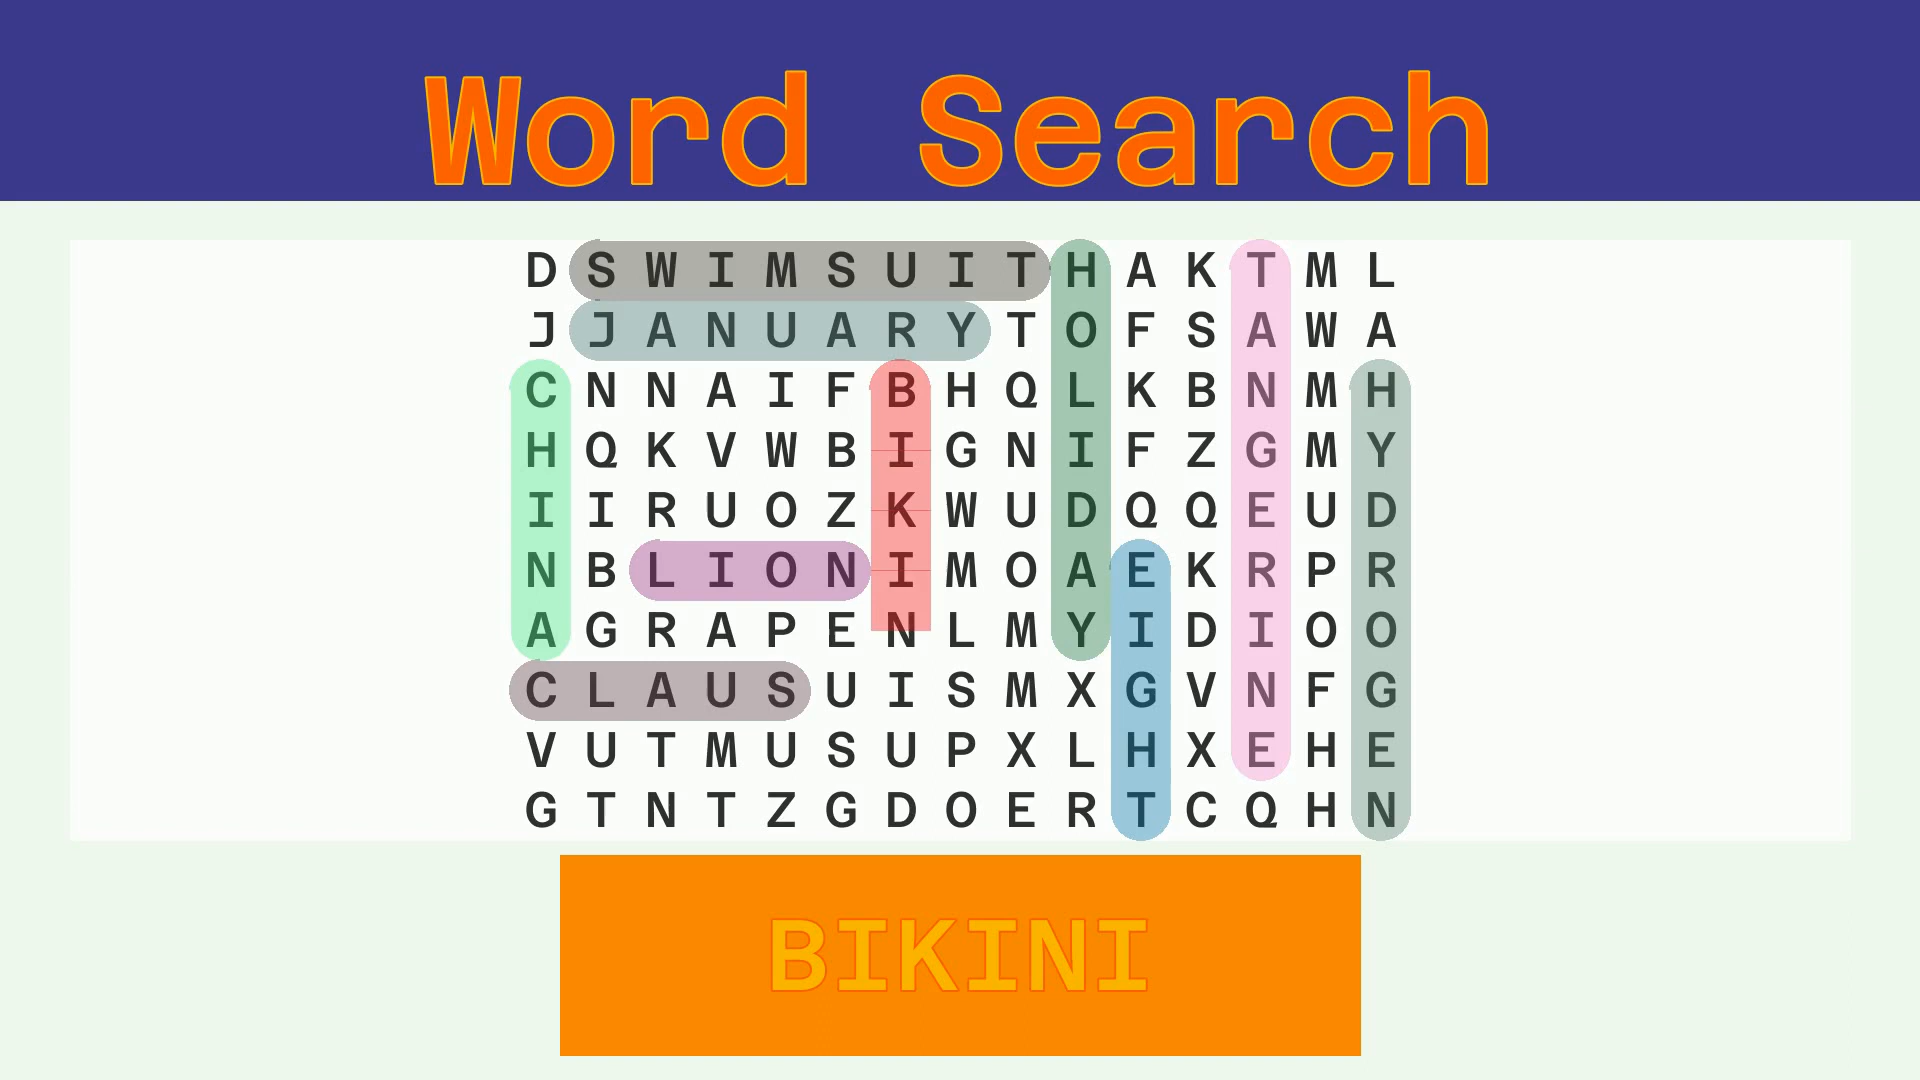 Word Search
D S W I M S U I T H A K T M L
J J A N U A R Y T O F S A W A
C N N A I F B H Q L K B N M H
H Q K V W B I G N I F Z G M Y
I I R U O Z K W U D Q Q E U D
N B L I O N I M O A E K R P R
A G R A P E N L M Y I D I O O
C L A U S U I S M X G V N F G
V U T M U S U P X L H X E H E
G T N T Z G D O E R T C Q H N
BIKINI